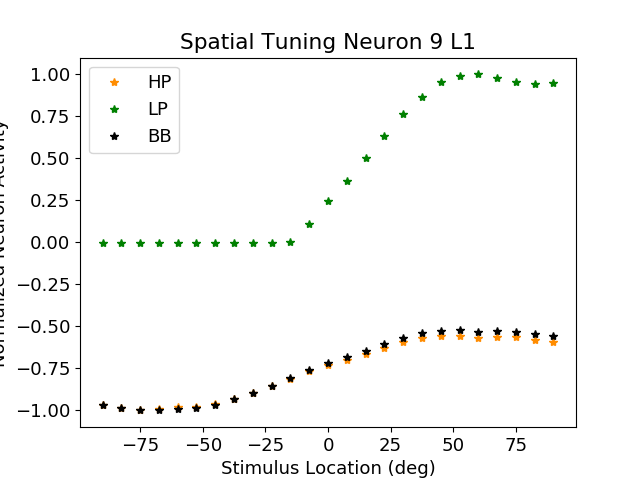 Spatial Tuning Neuron 9 L1
HP
LP
BB
1.00
0.75
0.50
0.25
0.00
−0.25
−0.50
−0.75
−1.00
Normalized Neuron Activity
−75
−50
−25
0
25
50
75
Stimulus Location (deg)